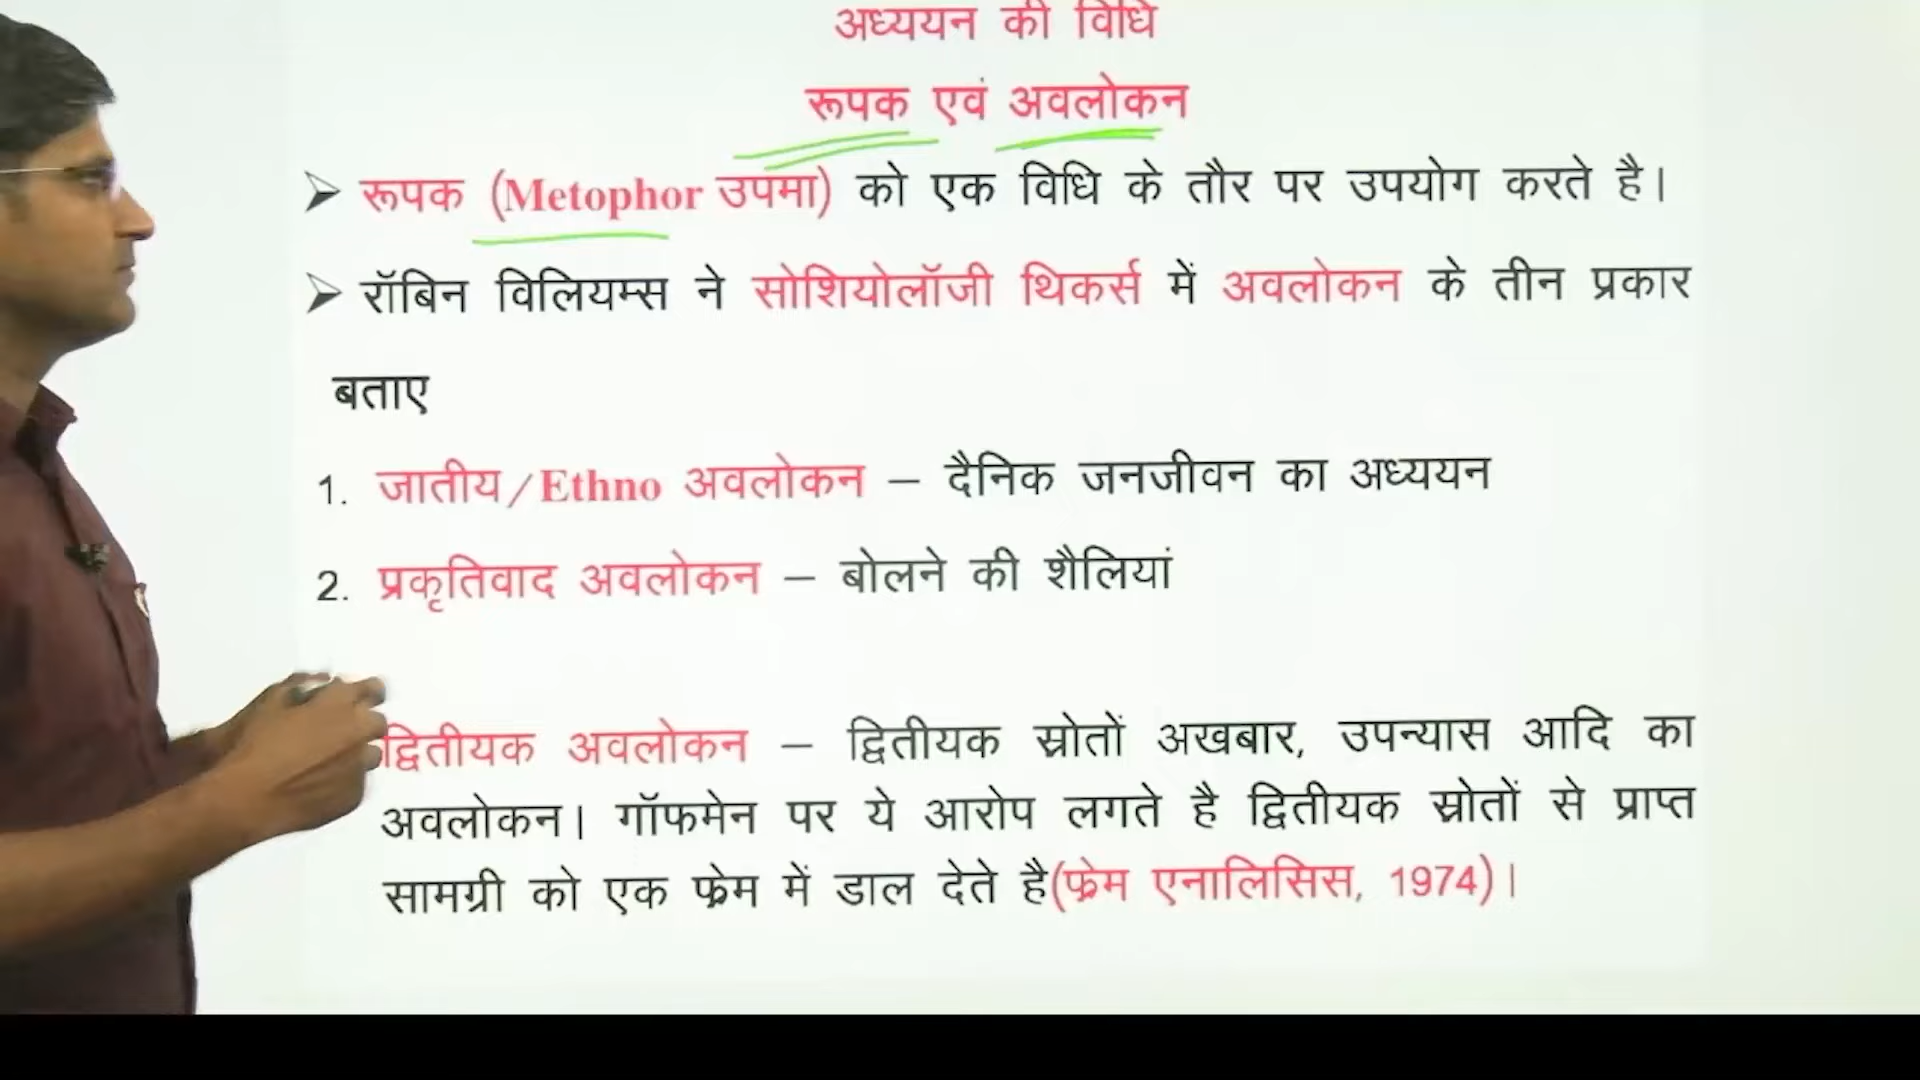 अध्ययन की विधि
रूपक एवं अवलोकन
➢ रूपक (Metophor उपमा) को एक विधि के तौर पर उपयोग करते है।
➢ रॉबिन विलियम्स ने सोशियोलॉजी थिकर्स में अवलोकन के तीन प्रकार
बताए
1. जातीय/Ethno अवलोकन – दैनिक जनजीवन का अध्ययन
2. प्रकृतिवाद अवलोकन – बोलने की शैलियां
द्वितीयक अवलोकन – द्वितीयक स्रोतों अखबार, उपन्यास आदि का
अवलोकन। गॉफमेन पर ये आरोप लगते है द्वितीयक स्रोतों से प्राप्त
सामग्री को एक फ्रेम में डाल देते है(फ्रेम एनालिसिस, 1974)।